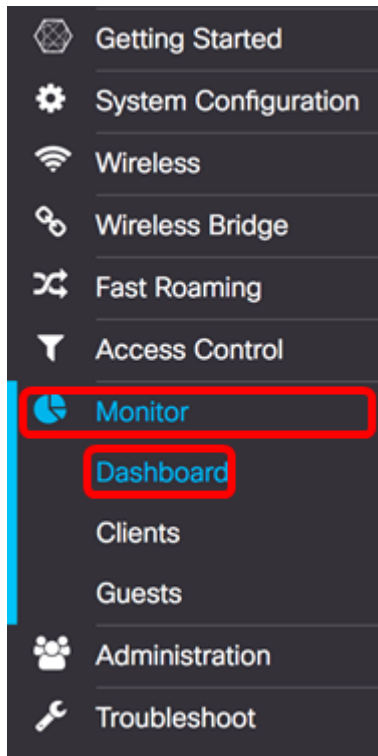 Getting Started
System Configuration
Wireless
Wireless Bridge
Fast Roaming
Access Control
Monitor
Dashboard
Clients
Guests
Administration
Troubleshoot